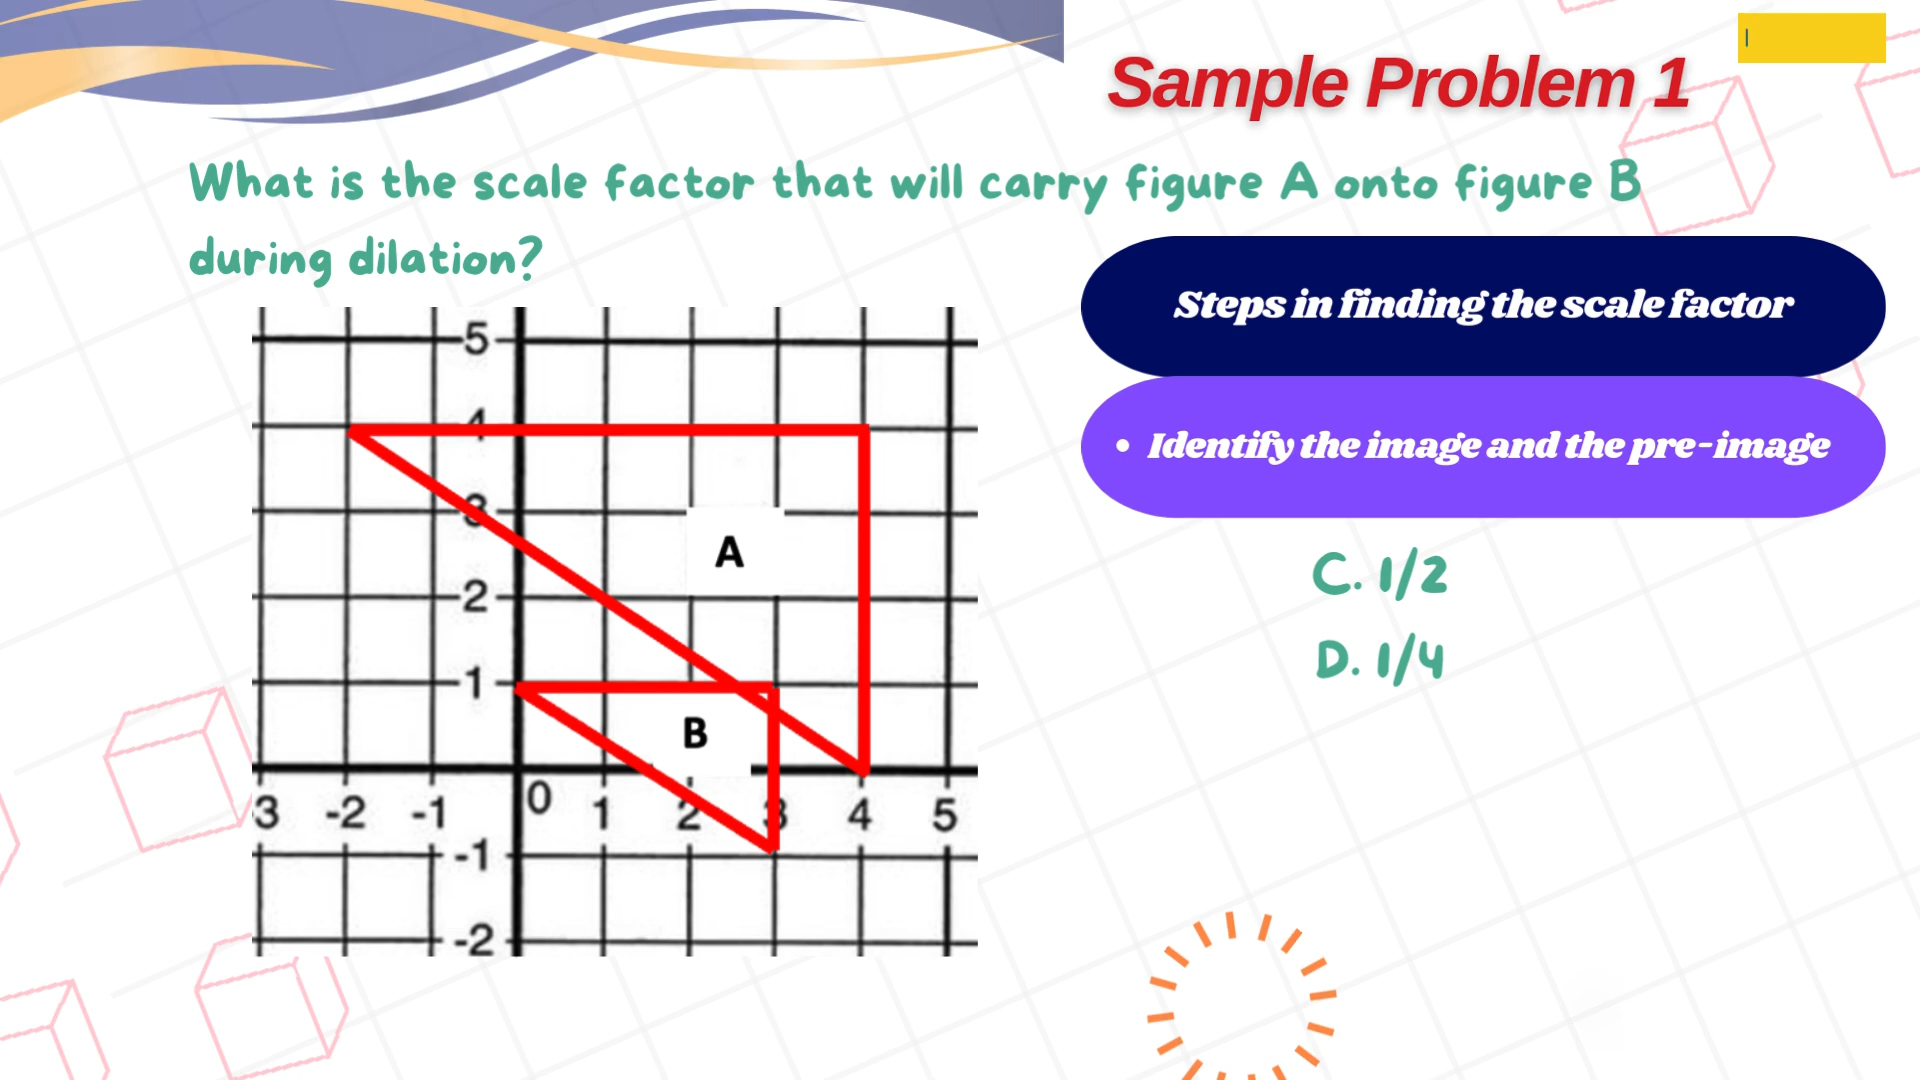 Sample Problem 1
What is the scale factor that will carry figure A onto figure B
during dilation?
Steps in finding the scale factor
• Identify the image and the pre-image
C. 1/2
D. 1/4
5
4
3
A
2
1
B
3 -2 -1 0 1 2 3 4 5
-1
-2